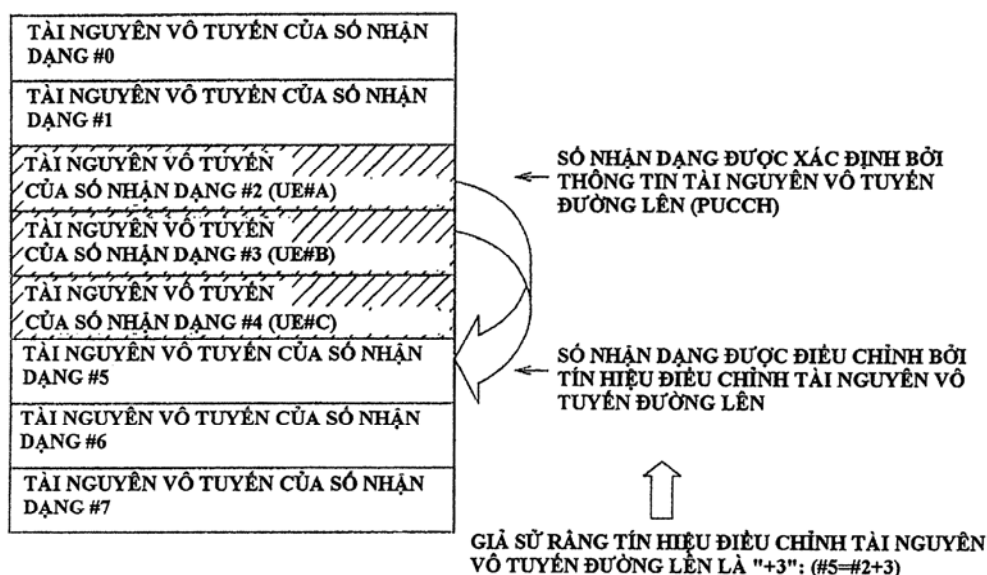 TÀI NGUYÊN VÔ TUYẾN CỦA SỐ NHẬN
DẠNG #0
TÀI NGUYÊN VÔ TUYẾN CỦA SỐ NHẬN
DẠNG #1
TÀI NGUYÊN VÔ TUYẾN
CỦA SỐ NHẬN DẠNG #2 (UE#A)
TÀI NGUYÊN VÔ TUYẾN
CỦA SỐ NHẬN DẠNG #3 (UE#B)
TÀI NGUYÊN VÔ TUYẾN
CỦA SỐ NHẬN DẠNG #4 (UE#C)
TÀI NGUYÊN VÔ TUYẾN CỦA SỐ NHẬN
DẠNG #5
TÀI NGUYÊN VÔ TUYẾN CỦA SỐ NHẬN
DẠNG #6
TÀI NGUYÊN VÔ TUYẾN CỦA SỐ NHẬN
DẠNG #7
SỐ NHẬN DẠNG ĐƯỢC XÁC ĐỊNH BỞI
THÔNG TIN TÀI NGUYÊN VÔ TUYẾN
ĐƯỜNG LÊN (PUCCH)
SỐ NHẬN DẠNG ĐƯỢC ĐIỀU CHỈNH BỞI
TÍN HIỆU ĐIỀU CHỈNH TÀI NGUYÊN VÔ
TUYẾN ĐƯỜNG LÊN
GIẢ SỬ RẰNG TÍN HIỆU ĐIỀU CHỈNH TÀI NGUYÊN
VÔ TUYẾN ĐƯỜNG LÊN LÀ "+3": (#5=#2+3)